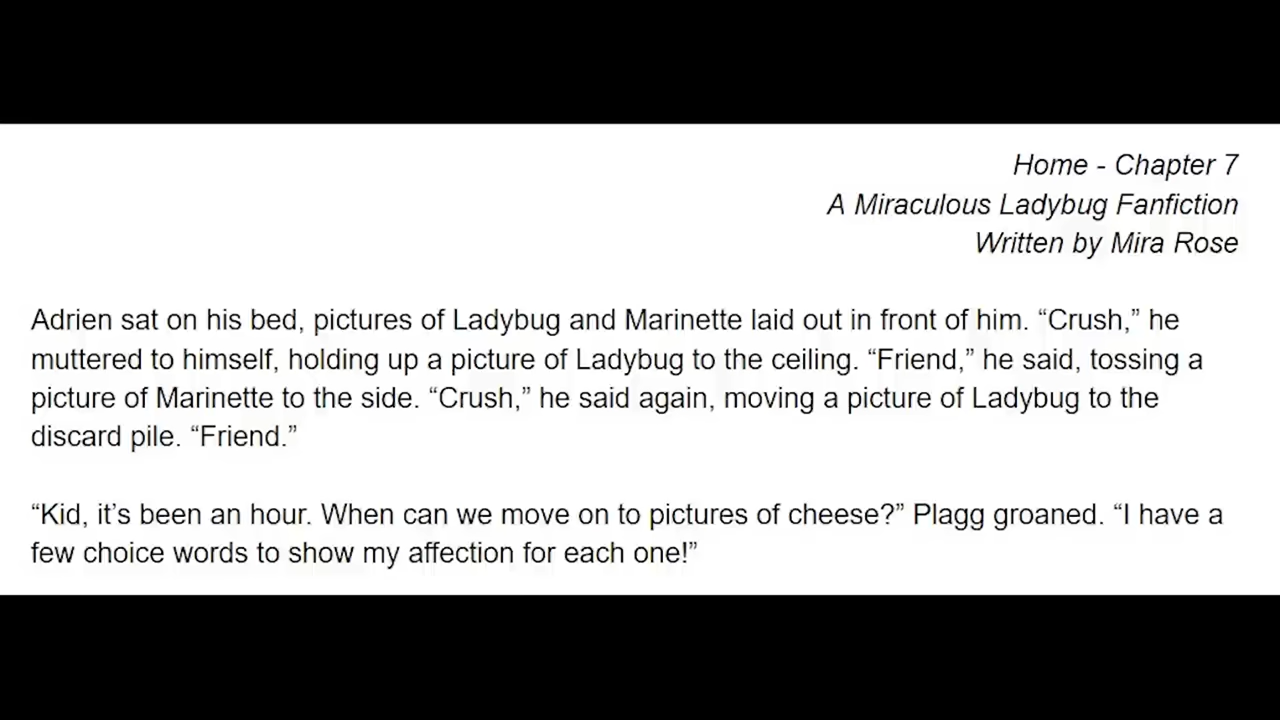 Home - Chapter 7
A Miraculous Ladybug Fanfiction
Written by Mira Rose
Adrien sat on his bed, pictures of Ladybug and Marinette laid out in front of him. “Crush,” he
muttered to himself, holding up a picture of Ladybug to the ceiling. “Friend,” he said, tossing a
picture of Marinette to the side. “Crush,” he said again, moving a picture of Ladybug to the
discard pile. “Friend.”
“Kid, it’s been an hour. When can we move on to pictures of cheese?” Plagg groaned. “I have a
few choice words to show my affection for each one!”